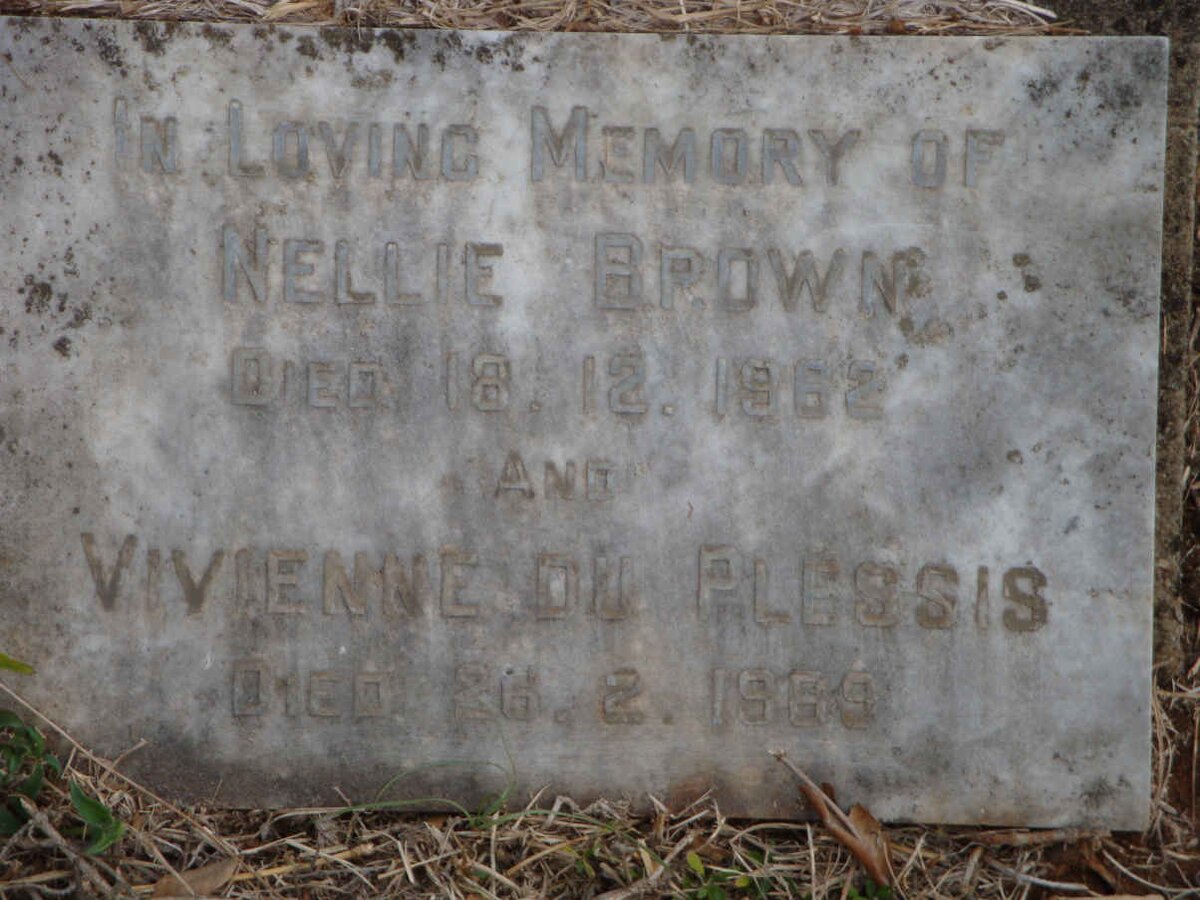 IN LOVING MEMORY OF
NELLIE BROWN,
DIED 18. 12. 1962
AND
VIVIENNE DU PLESSIS
DIED 26. 2. 1969